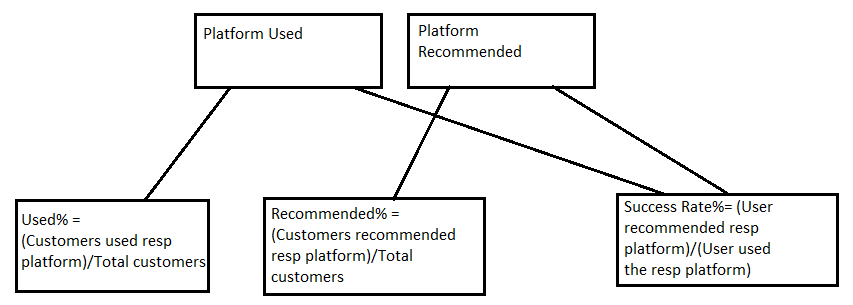 Platform Used
Platform
Recommended
Used% =
(Customers used resp
platform)/Total customers
Recommended% =
(Customers recommended
resp platform)/Total
customers
Success Rate%= (User
recommended resp
platform)/(User used
the resp platform)